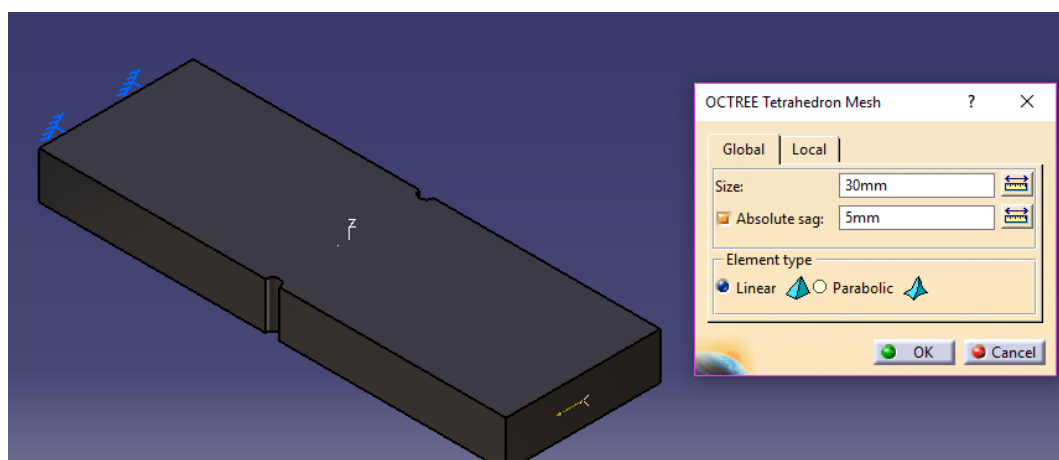 OCTREE Tetrahedron Mesh ? ×
Global Local
Size: 30mm
Absolute sag: 5mm
Element type
Linear Parabolic
OK Cancel
Z